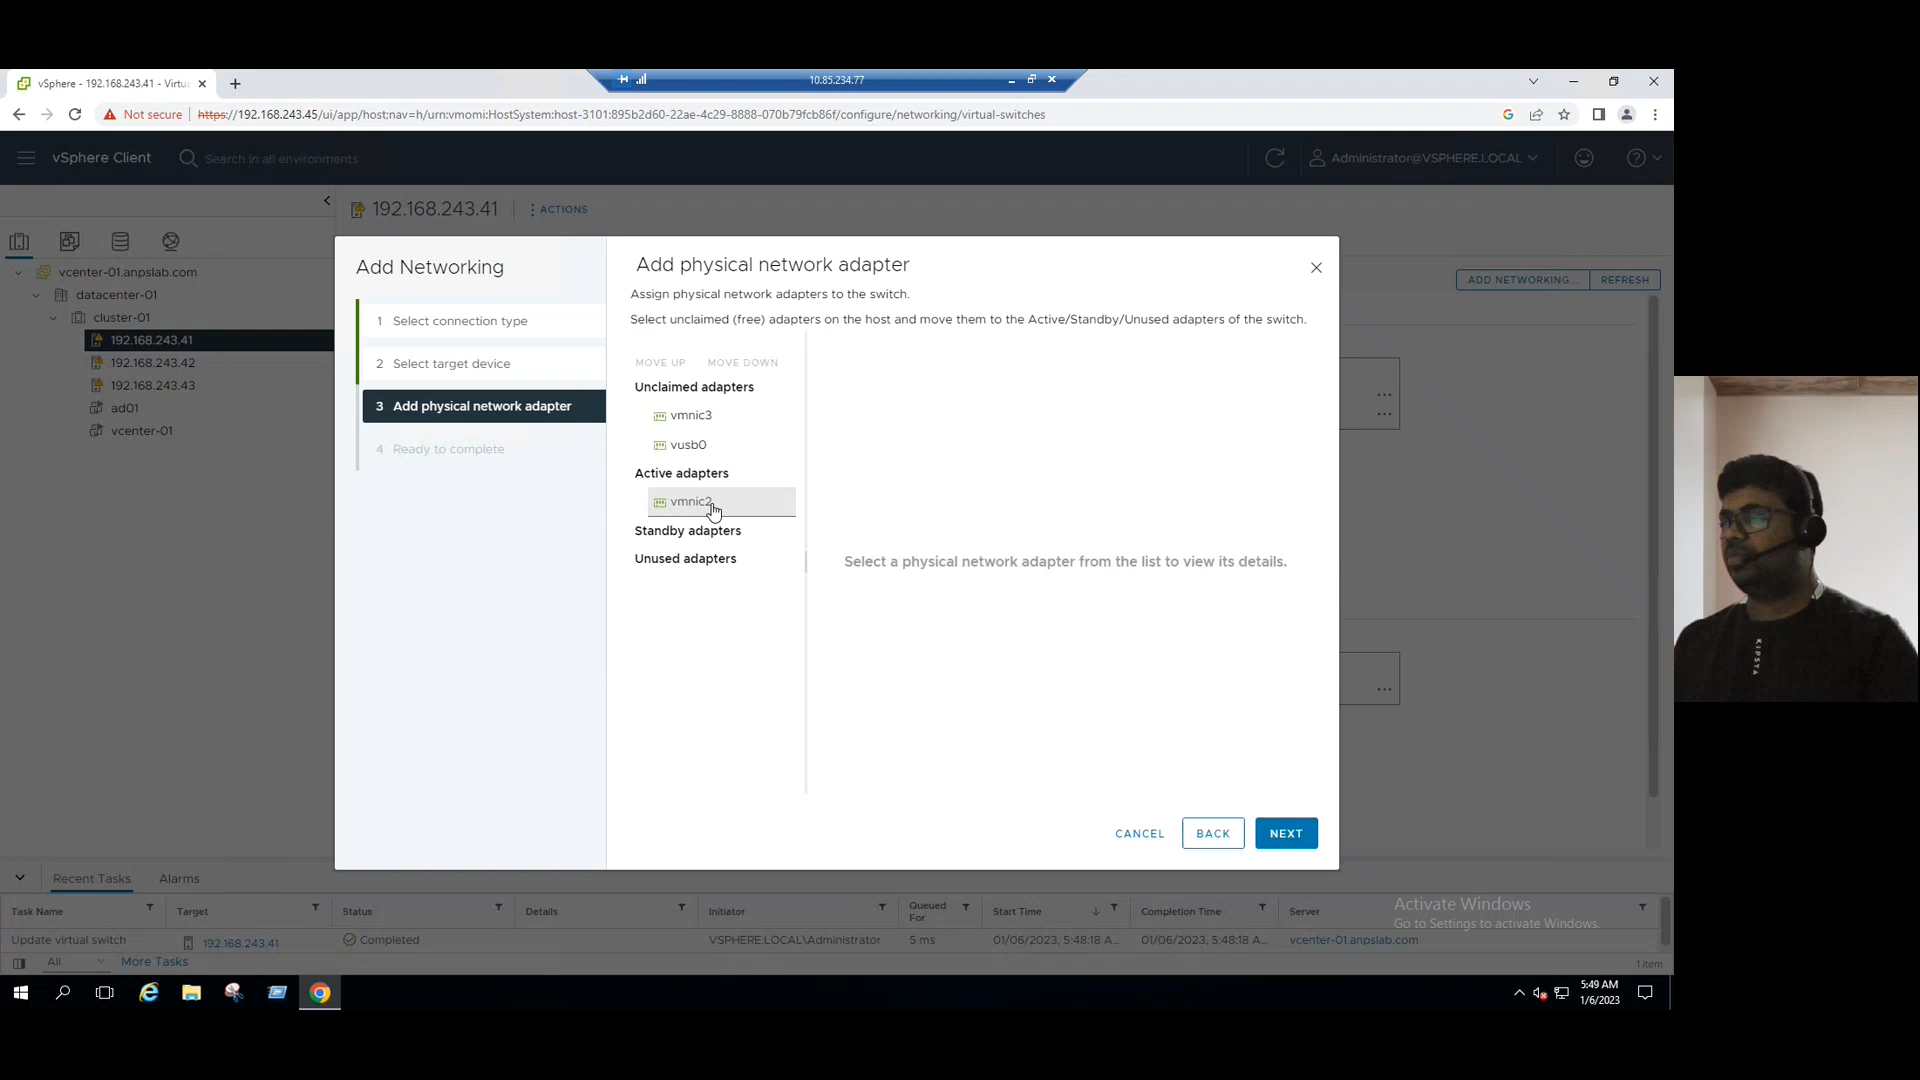 vSphere - 192.168.243.41 - Virtua
10.85.234.77
Not secure
https://192.168.243.45/ui/app/host;nav=h/urn:vmomi:HostSystem:host-3101:895b2d60-22ae-4c29-8888-070b79fcb86f/configure/networking/virtual-switches
vSphere Client
Search in all environments
Administrator@VSPHERE.LOCAL
192.168.243.41
ACTIONS
vcenter-01.anpslab.com
datacenter-01
cluster-01
192.168.243.41
192.168.243.42
192.168.243.43
ad01
vcenter-01
ADD NETWORKING...
REFRESH
Add Networking
1 Select connection type
2 Select target device
3 Add physical network adapter
4 Ready to complete
Add physical network adapter
Assign physical network adapters to the switch.
Select unclaimed (free) adapters on the host and move them to the Active/Standby/Unused adapters of the switch.
MOVE UP MOVE DOWN
Unclaimed adapters
vmnic3
vusb0
Active adapters
vmnic2
Standby adapters
Unused adapters
Select a physical network adapter from the list to view its details.
CANCEL BACK NEXT
Recent Tasks Alarms
Task Name Target Status Details Initiator Queued For Start Time Completion Time Server
Update virtual switch 192.168.243.41 Completed VSPHERE.LOCAL\Administrator 5 ms 01/06/2023, 5:48:18 A... 01/06/2023, 5:48:18 A... vcenter-01.anpslab.com
All More Tasks
1 item
Activate Windows
Go to Settings to activate Windows.
5:49 AM
1/6/2023
KIPSTA